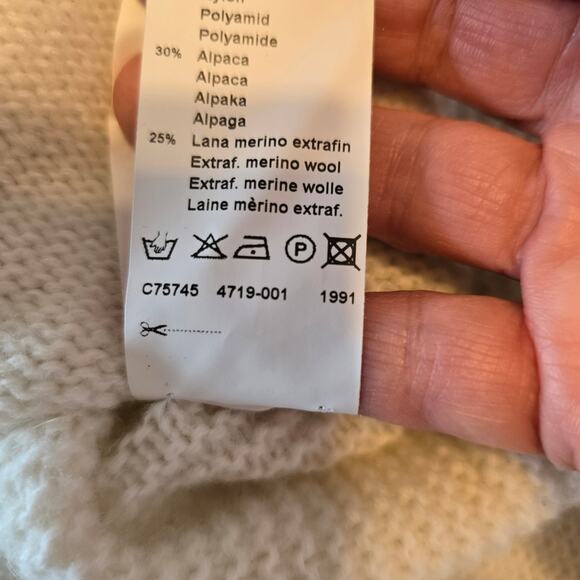 Polyamid
Polyamide
30% Alpaca
Alpaca
Alpaka
Alpaga
25% Lana merino extrafin
Extraf. merino wool
Extraf. merine wolle
Laine mèrino extraf.
P
C75745 4719-001 1991